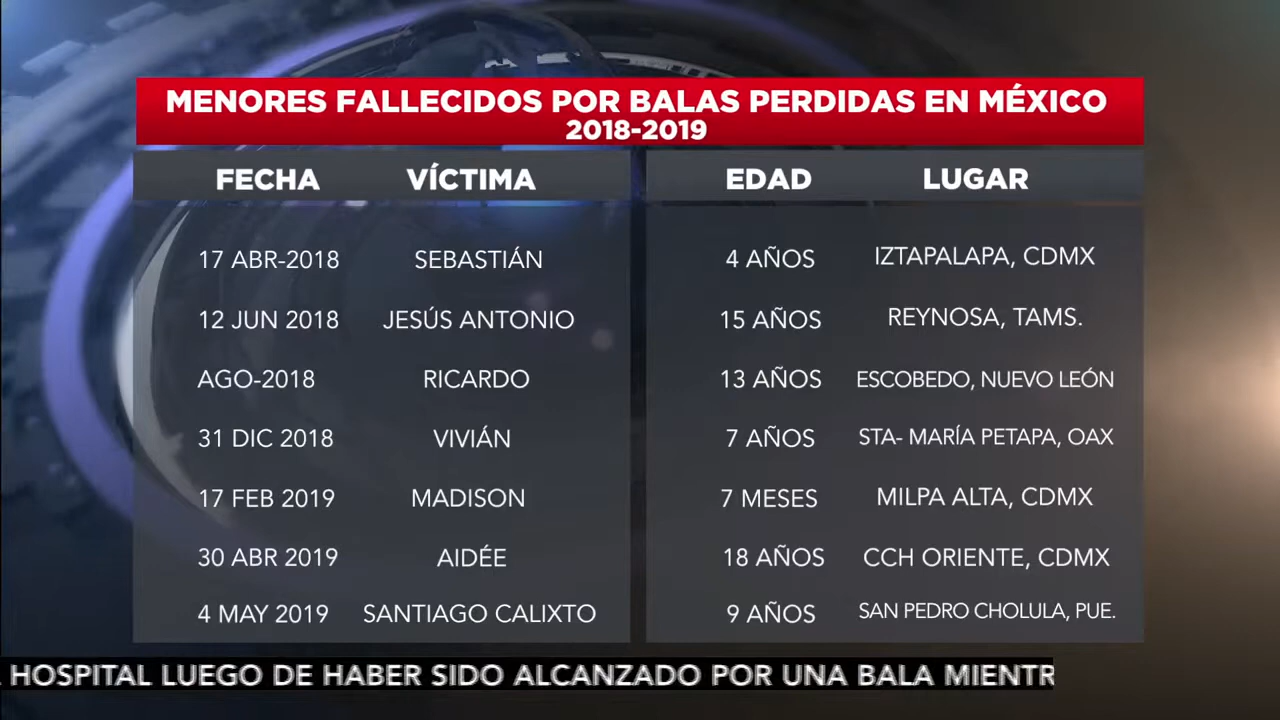 MENORES FALLECIDOS POR BALAS PERDIDAS EN MÉXICO
2018-2019
FECHA VÍCTIMA EDAD LUGAR
17 ABR-2018 SEBASTIÁN 4 AÑOS IZTAPALAPA, CDMX
12 JUN 2018 JESÚS ANTONIO 15 AÑOS REYNOSA, TAMS.
AGO-2018 RICARDO 13 AÑOS ESCOBEDO, NUEVO LEÓN
31 DIC 2018 VIVIÁN 7 AÑOS STA- MARÍA PETAPA, OAX
17 FEB 2019 MADISON 7 MESES MILPA ALTA, CDMX
30 ABR 2019 AIDÉE 18 AÑOS CCH ORIENTE, CDMX
4 MAY 2019 SANTIAGO CALIXTO 9 AÑOS SAN PEDRO CHOLULA, PUE.
HOSPITAL LUEGO DE HABER SIDO ALCANZADO POR UNA BALA MIENTR